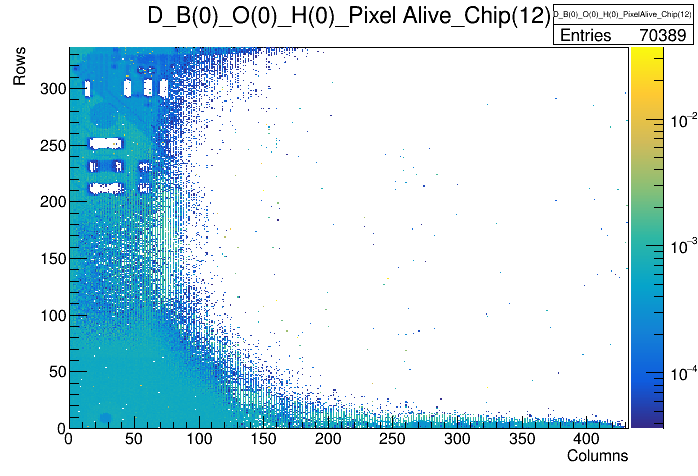 D_B(0)_O(0)_H(0)_Pixel Alive_Chip(12)
D_B(0)_O(0)_H(0)_PixelAlive_Chip(12)
Entries 70389
Rows
300
250
200
150
100
50
0
0 50 100 150 200 250 300 350 400
Columns
10⁻²
10⁻³
10⁻⁴